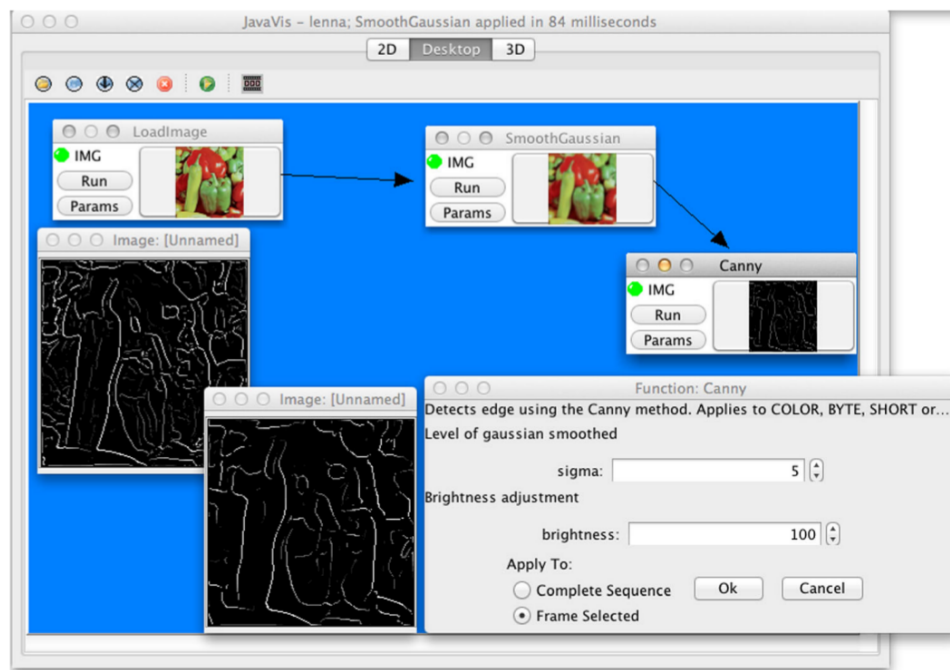 JavaVis - lenna; SmoothGaussian applied in 84 milliseconds
2D Desktop 3D
LoadImage
IMG
Run
Params
SmoothGaussian
IMG
Run
Params
Canny
IMG
Run
Params
Image: [Unnamed]
Image: [Unnamed]
Function: Canny
Detects edge using the Canny method. Applies to COLOR, BYTE, SHORT or...
Level of gaussian smoothed
sigma: 5
Brightness adjustment
brightness: 100
Apply To:
Complete Sequence Ok Cancel
Frame Selected